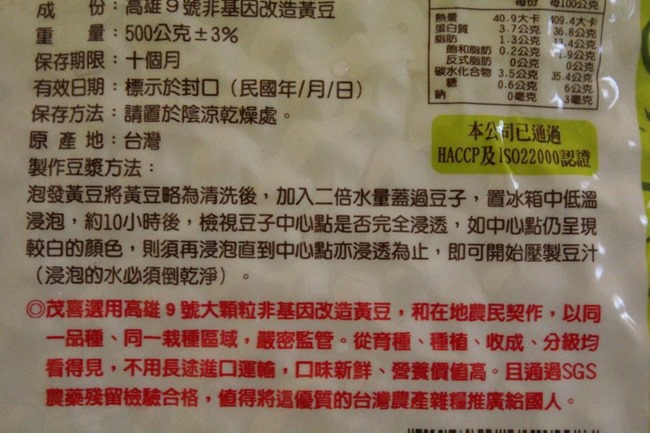 成　份：高雄９號非基因改造黃豆
重　量：500公克±3%
保存期限：十個月
有效日期：標示於封口（民國年/月/日）
保存方法：請置於陰涼乾燥處。
原 產 地：台灣
每份 每100公克
熱量 40.9大卡 409.4大卡
蛋白質 3.7公克 36.8公克
脂肪 1.3公克 13.4公克
飽和脂肪 0.2公克 1.9公克
反式脂肪 0公克 0公克
碳水化合物 3.5公克 35.4公克
糖 0.6公克 6公克
鈉 0毫克 3毫克
本公司已通過
HACCP及ISO22000認證
製作豆漿方法：
泡發黃豆將黃豆略為清洗後，加入二倍水量蓋過豆子，置冰箱中低溫
浸泡，約10小時後，檢視豆子中心點是否完全浸透，如中心點仍呈現
較白的顏色，則須再浸泡直到中心點亦浸透為止，即可開始壓製豆汁
（浸泡的水必須倒乾淨）。
◎茂喜選用高雄９號大顆粒非基因改造黃豆，和在地農民契作，以同
一品種、同一栽種區域，嚴密監管。從育種、種植、收成、分級均
看得見，不用長途進口運輸，口味新鮮、營養價值高。且通過SGS
農藥殘留檢驗合格，值得將這優質的台灣農產雜糧推廣給國人。